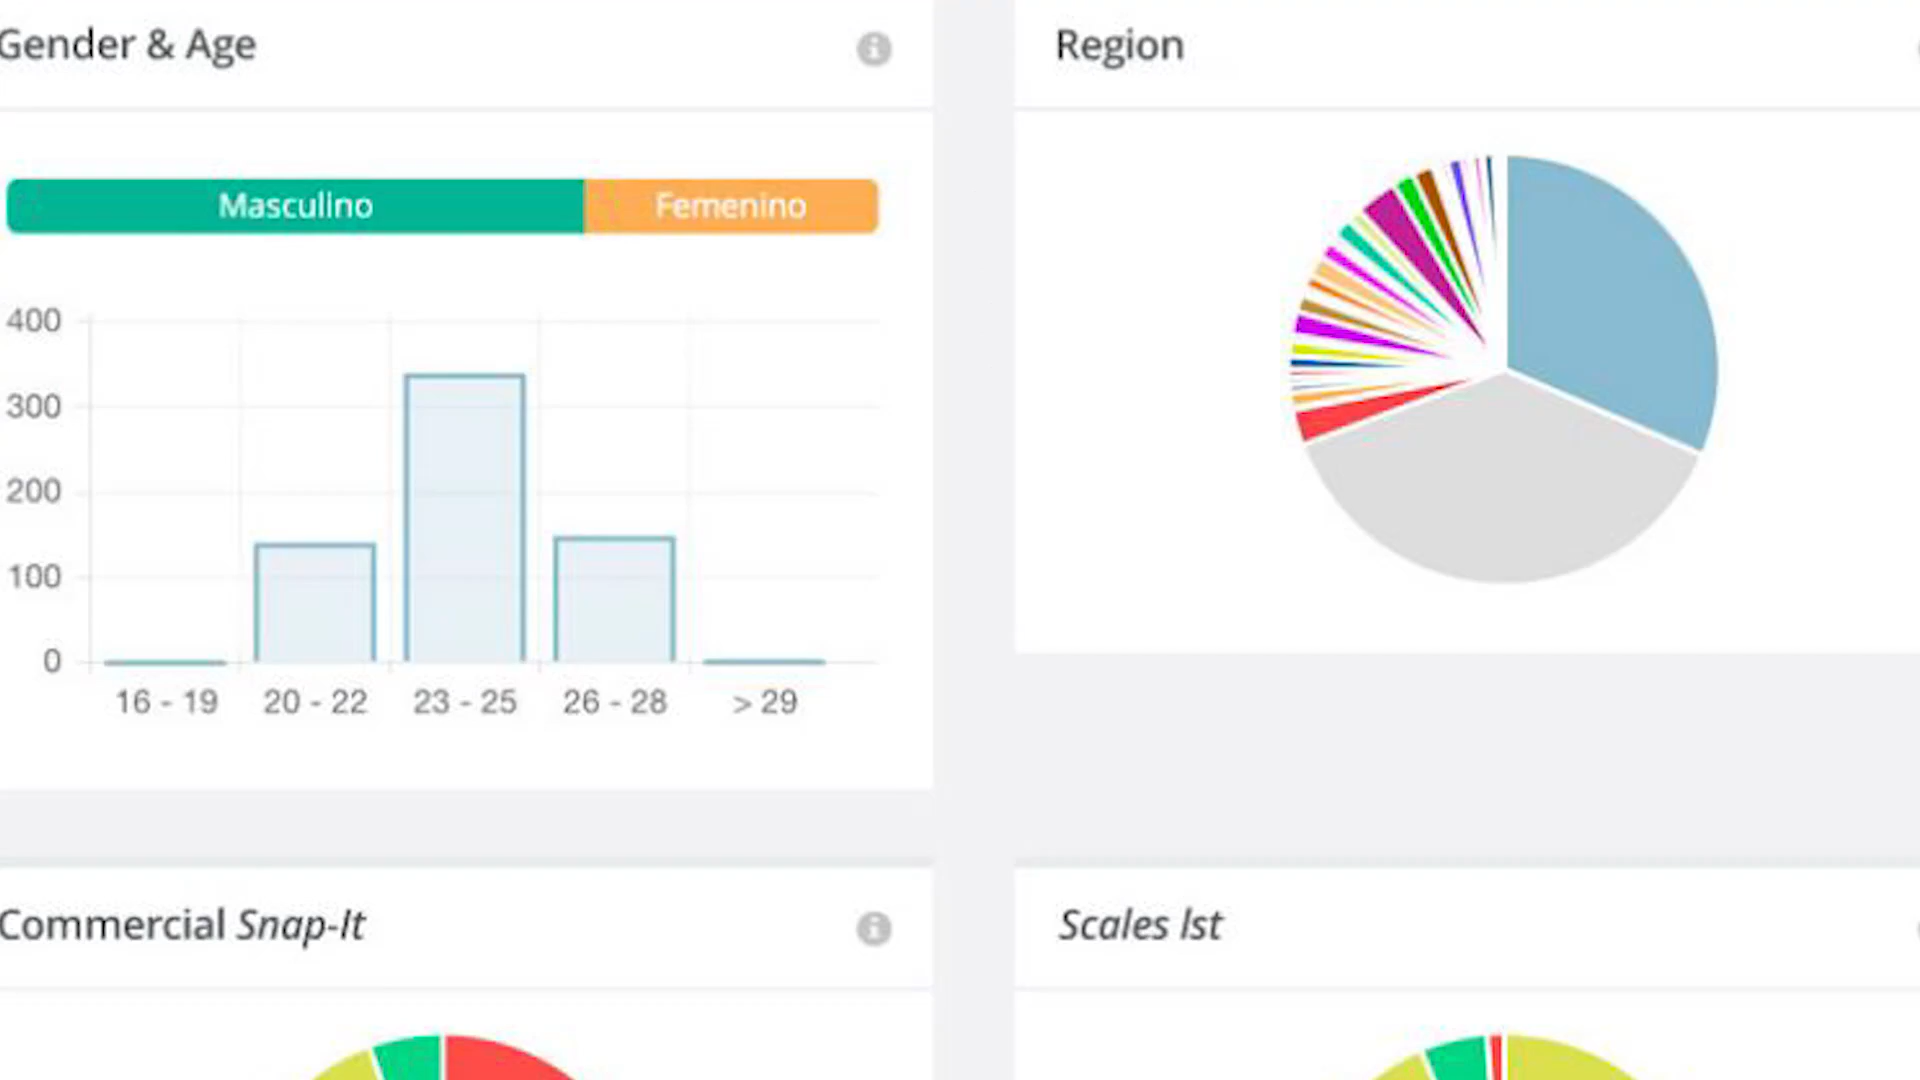 Gender & Age
Masculino
Femenino
400
300
200
100
0
16 - 19
20 - 22
23 - 25
26 - 28
> 29
Region
Commercial Snap-It
Scales lst